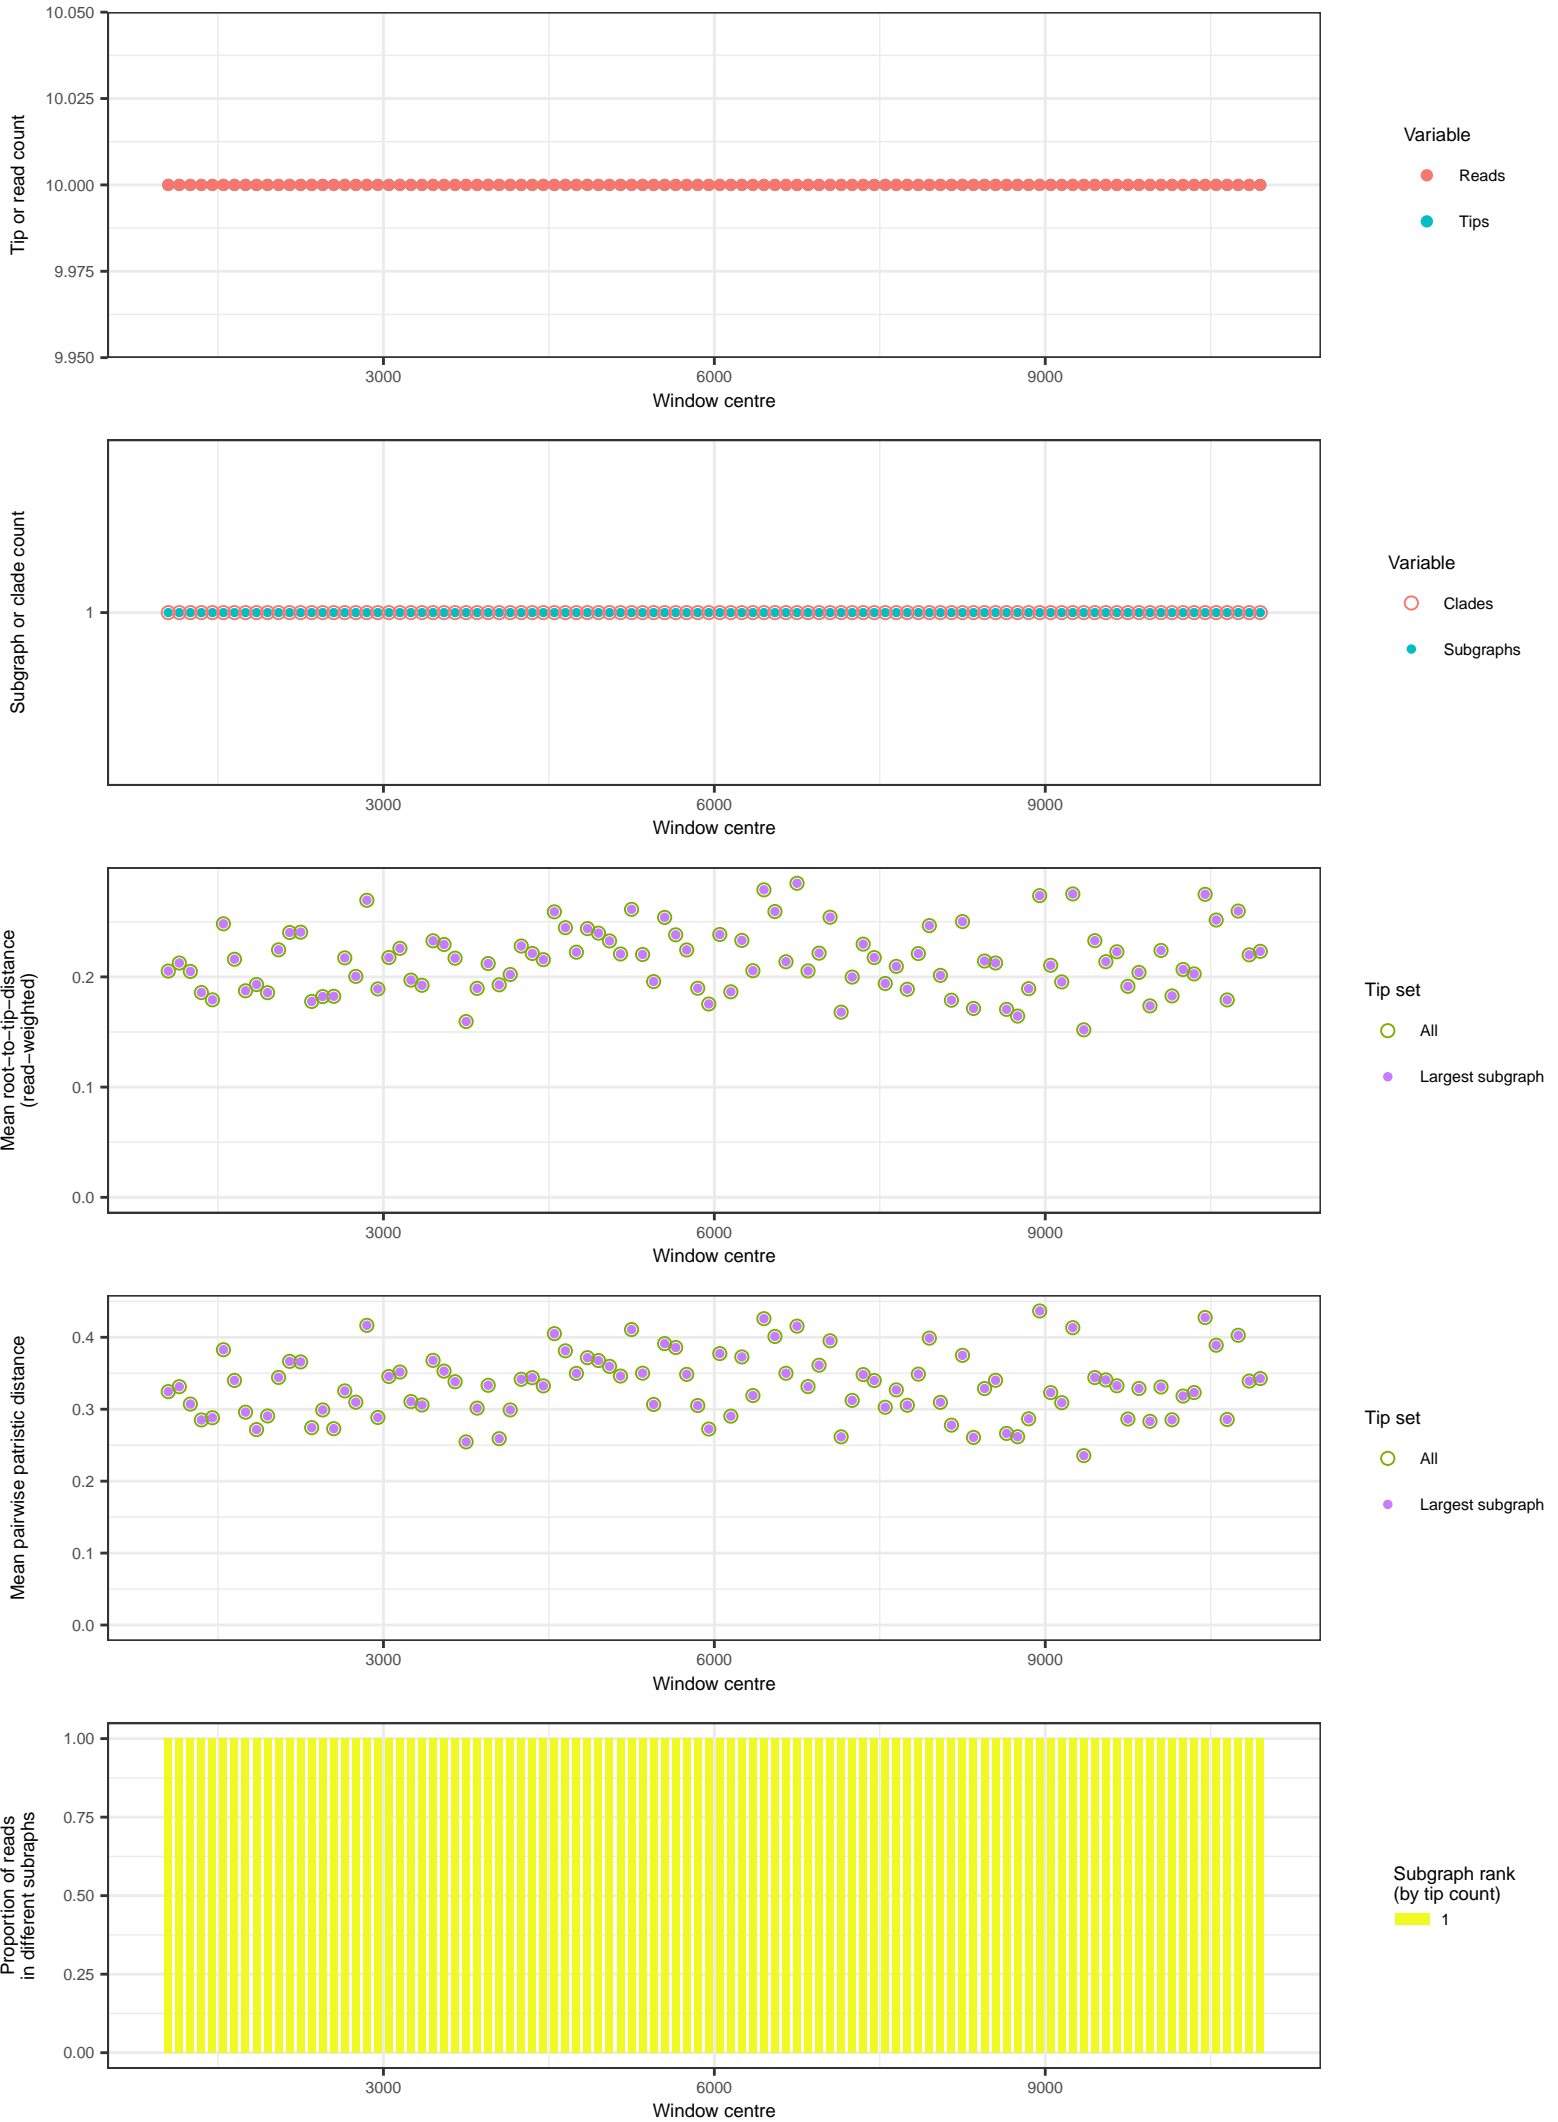 10.050
10.025
10.000
9.975
9.950
Tip or read count
3000
6000
9000
Window centre
Variable
Reads
Tips
1
Subgraph or clade count
3000
6000
9000
Window centre
Variable
Clades
Subgraphs
0.2
0.1
0.0
Mean root−to−tip−distance
(read−weighted)
3000
6000
9000
Window centre
Tip set
All
Largest subgraph
0.4
0.3
0.2
0.1
0.0
Mean pairwise patristic distance
3000
6000
9000
Window centre
Tip set
All
Largest subgraph
1.00
0.75
0.50
0.25
0.00
Proportion of reads
in different subraphs
3000
6000
9000
Window centre
Subgraph rank
(by tip count)
1